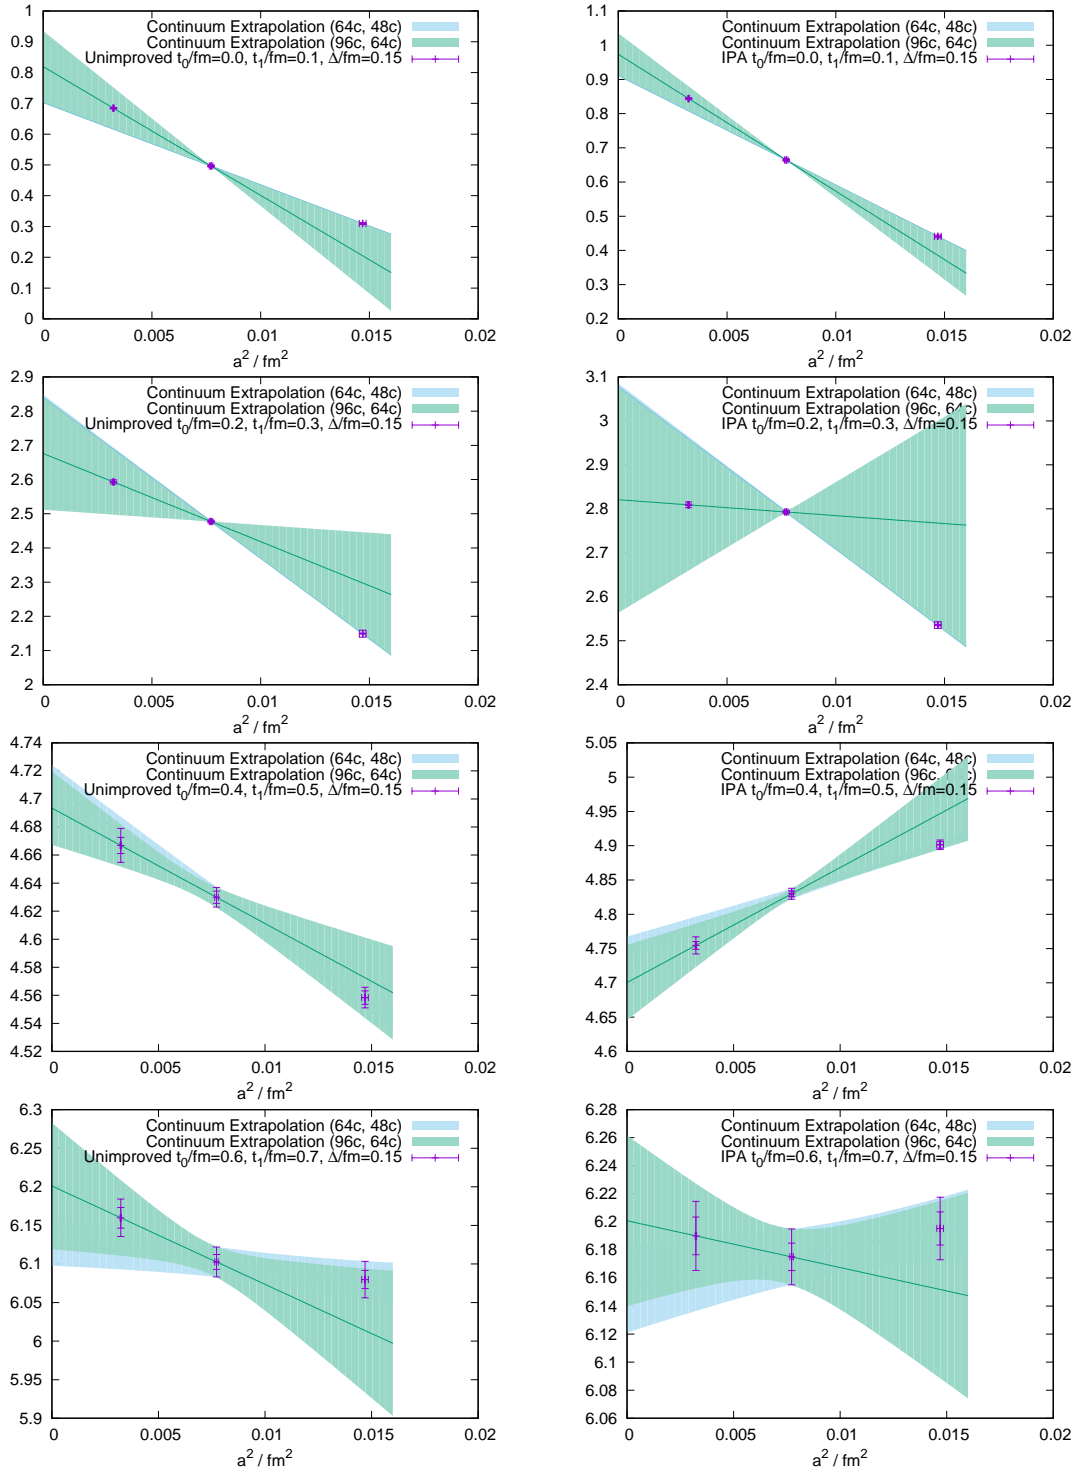 1
0.9
0.8
0.7
0.6
0.5
0.4
0.3
0.2
0.1
0
0 0.005 0.01 0.015 0.02
a² / fm²
Continuum Extrapolation (64c, 48c)
Continuum Extrapolation (96c, 64c)
Unimproved t₀/fm=0.0, t₁/fm=0.1, Δ/fm=0.15
1.1
1
0.9
0.8
0.7
0.6
0.5
0.4
0.3
0.2
0 0.005 0.01 0.015 0.02
a² / fm²
Continuum Extrapolation (64c, 48c)
Continuum Extrapolation (96c, 64c)
IPA t₀/fm=0.0, t₁/fm=0.1, Δ/fm=0.15
2.9
2.8
2.7
2.6
2.5
2.4
2.3
2.2
2.1
2
0 0.005 0.01 0.015 0.02
a² / fm²
Continuum Extrapolation (64c, 48c)
Continuum Extrapolation (96c, 64c)
Unimproved t₀/fm=0.2, t₁/fm=0.3, Δ/fm=0.15
3.1
3
2.9
2.8
2.7
2.6
2.5
2.4
0 0.005 0.01 0.015 0.02
a² / fm²
Continuum Extrapolation (64c, 48c)
Continuum Extrapolation (96c, 64c)
IPA t₀/fm=0.2, t₁/fm=0.3, Δ/fm=0.15
4.74
4.72
4.7
4.68
4.66
4.64
4.62
4.6
4.58
4.56
4.54
4.52
0 0.005 0.01 0.015 0.02
a² / fm²
Continuum Extrapolation (64c, 48c)
Continuum Extrapolation (96c, 64c)
Unimproved t₀/fm=0.4, t₁/fm=0.5, Δ/fm=0.15
5.05
5
4.95
4.9
4.85
4.8
4.75
4.7
4.65
4.6
0 0.005 0.01 0.015 0.02
a² / fm²
Continuum Extrapolation (64c, 48c)
Continuum Extrapolation (96c, 64c)
IPA t₀/fm=0.4, t₁/fm=0.5, Δ/fm=0.15
6.3
6.25
6.2
6.15
6.1
6.05
6
5.95
5.9
0 0.005 0.01 0.015 0.02
a² / fm²
Continuum Extrapolation (64c, 48c)
Continuum Extrapolation (96c, 64c)
Unimproved t₀/fm=0.6, t₁/fm=0.7, Δ/fm=0.15
6.28
6.26
6.24
6.22
6.2
6.18
6.16
6.14
6.12
6.1
6.08
6.06
0 0.005 0.01 0.015 0.02
a² / fm²
Continuum Extrapolation (64c, 48c)
Continuum Extrapolation (96c, 64c)
IPA t₀/fm=0.6, t₁/fm=0.7, Δ/fm=0.15